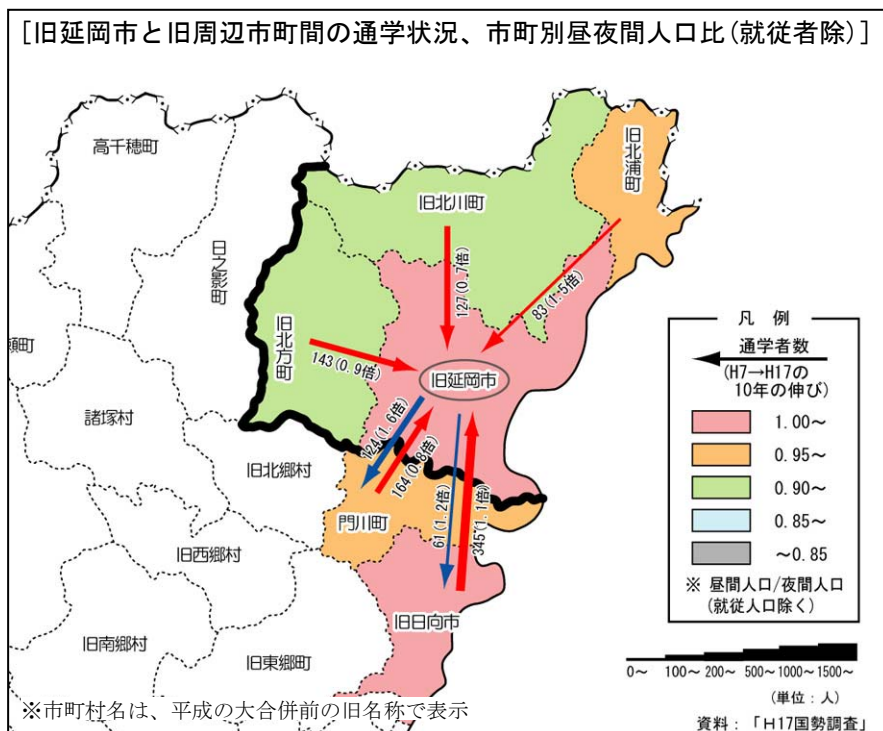 [旧延岡市と旧周辺市町間の通学状況、市町別昼夜間人口比(就従者除)]
高千穂町
日之影町
旧北浦町
旧北川町
127(0.7倍)
83(1.5倍)
旧北方町
143(0.9倍)
旧延岡市
諸塚村
124(1.6倍)
164(0.8倍)
旧北郷村
門川町
61(1.2倍)
345(1.1倍)
旧西郷村
旧日向市
旧南郷村
旧東郷町
※市町村名は、平成の大合併前の旧名称で表示
凡 例
通学者数
(H7→H17の
10年の伸び)
1.00~
0.95~
0.90~
0.85~
~0.85
※ 昼間人口/夜間人口
(就従人口除く)
0~ 100~ 200~ 500~ 1000~ 1500~
(単位:人)
資料:「H17国勢調査」